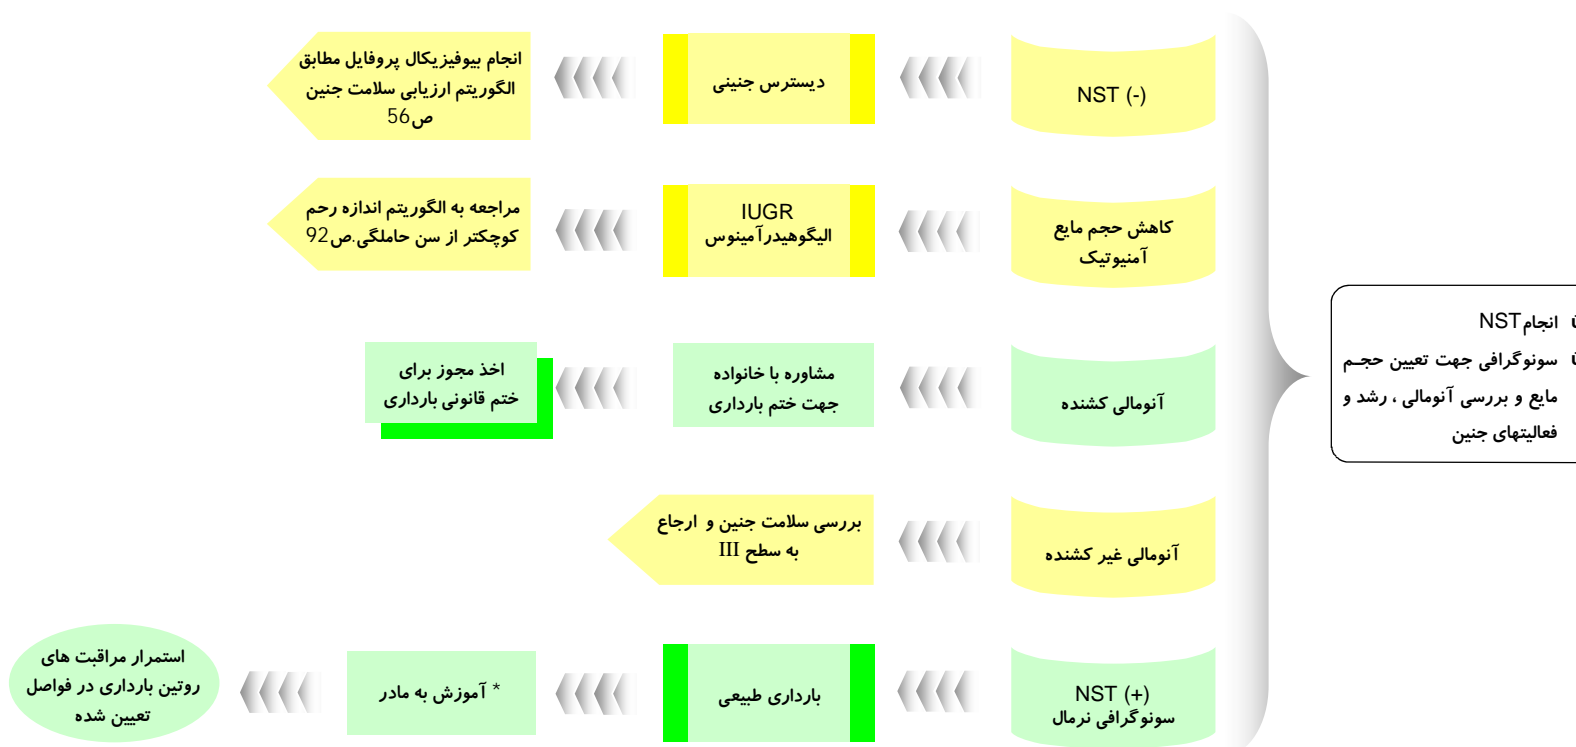 انجام NST
سونوگرافی جهت تعیین حجم
مایع و بررسی آنومالی ، رشد و
فعالیتهای جنین
NST (-)
دیسترس جنینی
انجام بیوفیزیکال پروفایل مطابق
الگوریتم ارزیابی سلامت جنین
ص56
کاهش حجم مایع
آمنیوتیک
IUGR
الیگوهیدرآمینوس
مراجعه به الگوریتم اندازه رحم
کوچکتر از سن حاملگی.ص92
آنومالی کشنده
مشاوره با خانواده
جهت ختم بارداری
اخذ مجوز برای
ختم قانونی بارداری
آنومالی غیر کشنده
بررسی سلامت جنین و ارجاع
به سطح III
NST (+)
سونوگرافی نرمال
بارداری طبیعی
* آموزش به مادر
استمرار مراقبت های
روتین بارداری در فواصل
تعیین شده